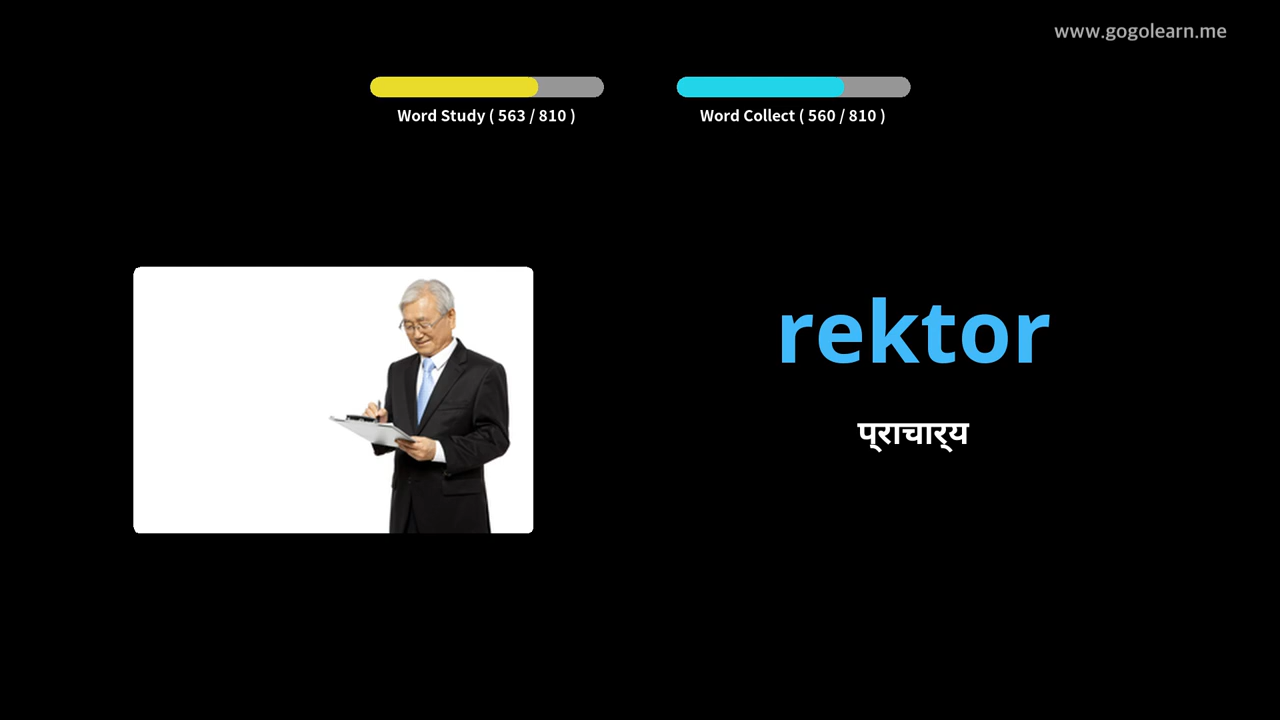 www.gogolearn.me
Word Study ( 563 / 810 )
Word Collect ( 560 / 810 )
rektor
प्राचार्य